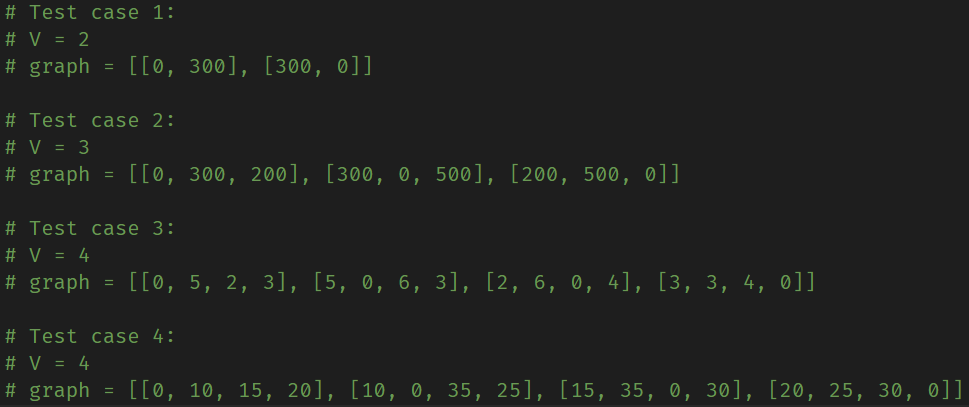 # Test case 1:
# V = 2
# graph = [[0, 300], [300, 0]]
# Test case 2:
# V = 3
# graph = [[0, 300, 200], [300, 0, 500], [200, 500, 0]]
# Test case 3:
# V = 4
# graph = [[0, 5, 2, 3], [5, 0, 6, 3], [2, 6, 0, 4], [3, 3, 4, 0]]
# Test case 4:
# V = 4
# graph = [[0, 10, 15, 20], [10, 0, 35, 25], [15, 35, 0, 30], [20, 25, 30, 0]]